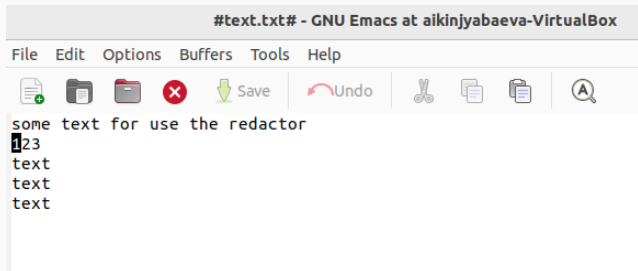 #text.txt# - GNU Emacs at aikinjyabaeva-VirtualBox
File Edit Options Buffers Tools Help
Save Undo
some text for use the redactor
123
text
text
text